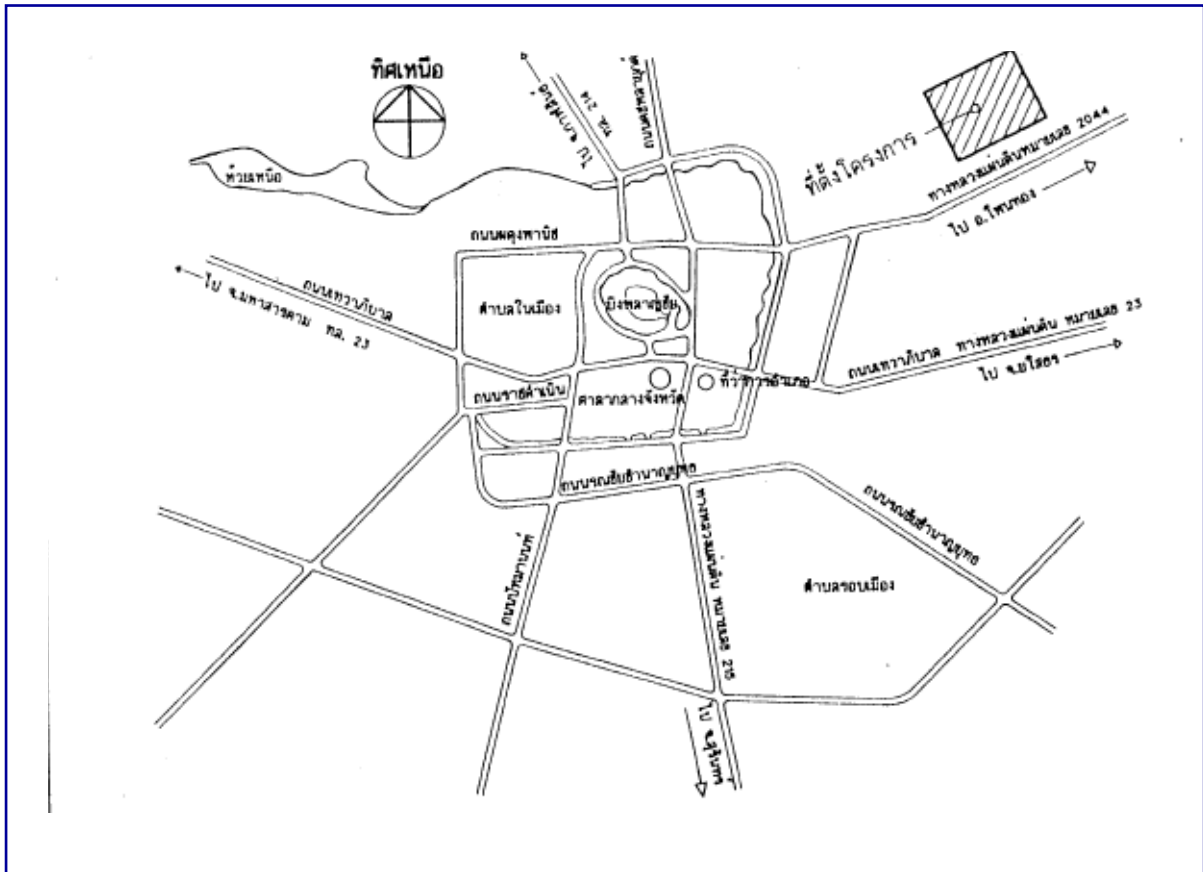 ทิศเหนือ
ไป จ.กาฬสินธุ์
ทล. 214
ห้วยเหนือ
ที่ตั้งโครงการ
ทางหลวงแผ่นดินหมายเลข 2044
ไป อ.โพนทอง
ถนนผดุงพานิช
ถนนเทวาภิบาล
ไป จ.มหาสารคาม ทล. 23
ตำบลในเมือง
บึงพลาญชัย
ถนนเทวาภิบาล ทางหลวงแผ่นดิน หมายเลข 23
ไป จ.ยโสธร
ถนนราชดำเนิน
ศาลากลางจังหวัด
ที่ว่าการอำเภอ
ถนนรณชัยชาญยุทธ
ถนนรณชัยชาญยุทธ
ถนนปัทมานนท์
ทางหลวงแผ่นดิน หมายเลข 215
ตำบลรอบเมือง
ไป จ.สุรินทร์